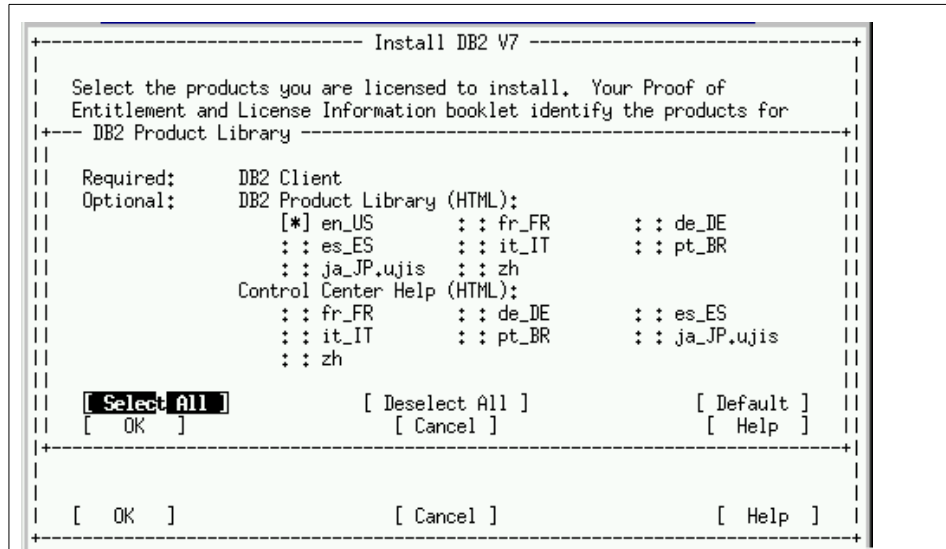 Install DB2 V7
Select the products you are licensed to install. Your Proof of
Entitlement and License Information booklet identify the products for
DB2 Product Library
Required: DB2 Client
Optional: DB2 Product Library (HTML):
[*] en_US : : fr_FR : : de_DE
: : es_ES : : it_IT : : pt_BR
: : ja_JP.ujis : : zh
Control Center Help (HTML):
: : fr_FR : : de_DE : : es_ES
: : it_IT : : pt_BR : : ja_JP.ujis
: : zh
[ Select All ] [ Deselect All ] [ Default ]
[ OK ] [ Cancel ] [ Help ]
[ OK ] [ Cancel ] [ Help ]